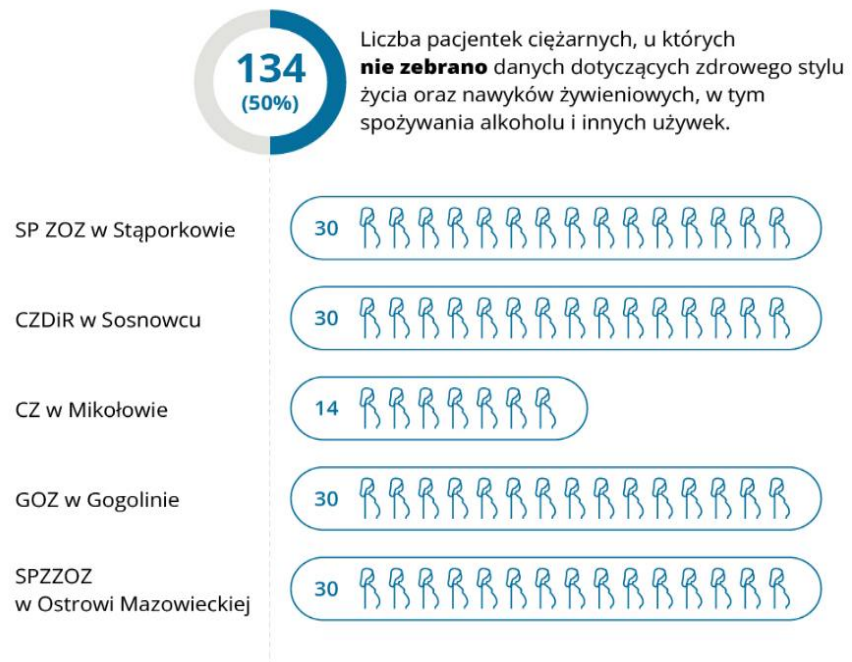 134
(50%)
Liczba pacjentek ciężarnych, u których
nie zebrano danych dotyczących zdrowego stylu
życia oraz nawyków żywieniowych, w tym
spożywania alkoholu i innych używek.
SP ZOZ w Stąporkowie
30
CZDiR w Sosnowcu
30
CZ w Mikołowie
14
GOZ w Gogolinie
30
SPZZOZ
w Ostrowi Mazowieckiej
30